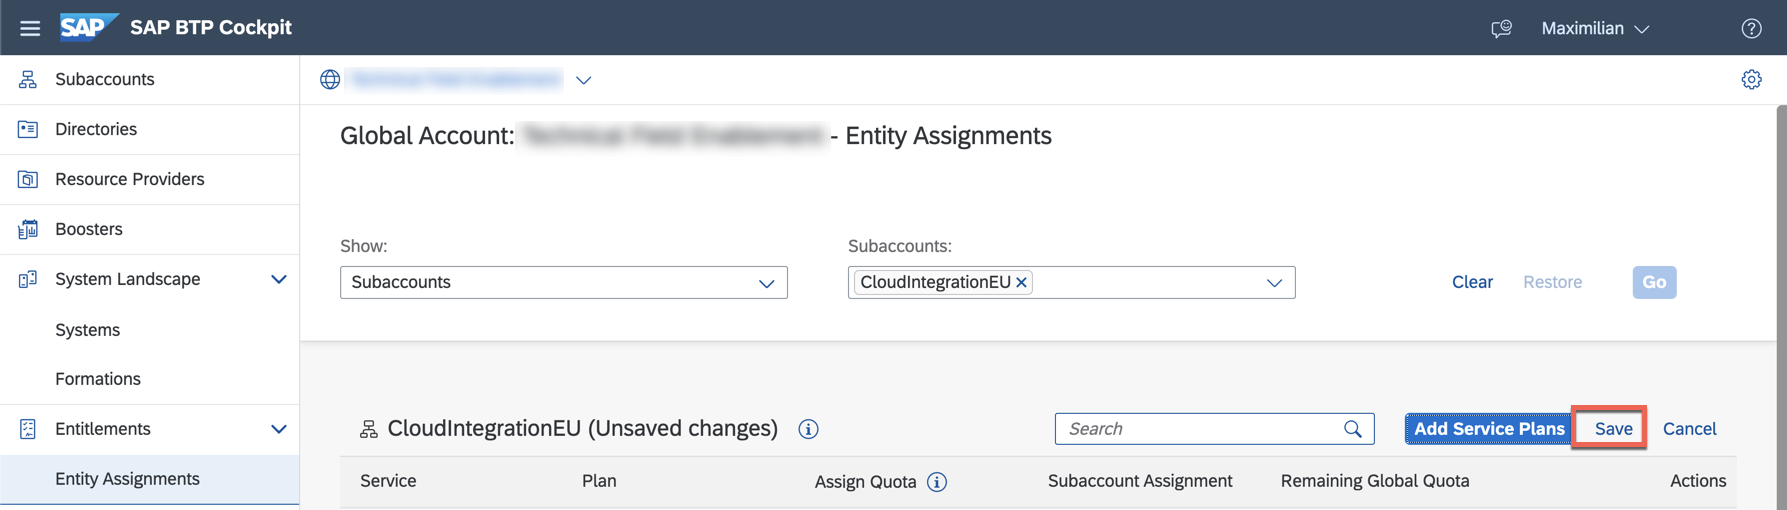 SAP SAP BTP Cockpit
Maximilian
Subaccounts
Directories
Resource Providers
Boosters
System Landscape
Systems
Formations
Entitlements
Entity Assignments
Global Account: - Entity Assignments
Show:
Subaccounts
Subaccounts:
CloudIntegrationEU
Clear
Restore
Go
CloudIntegrationEU (Unsaved changes)
Search
Add Service Plans
Save
Cancel
Service Plan Assign Quota Subaccount Assignment Remaining Global Quota Actions